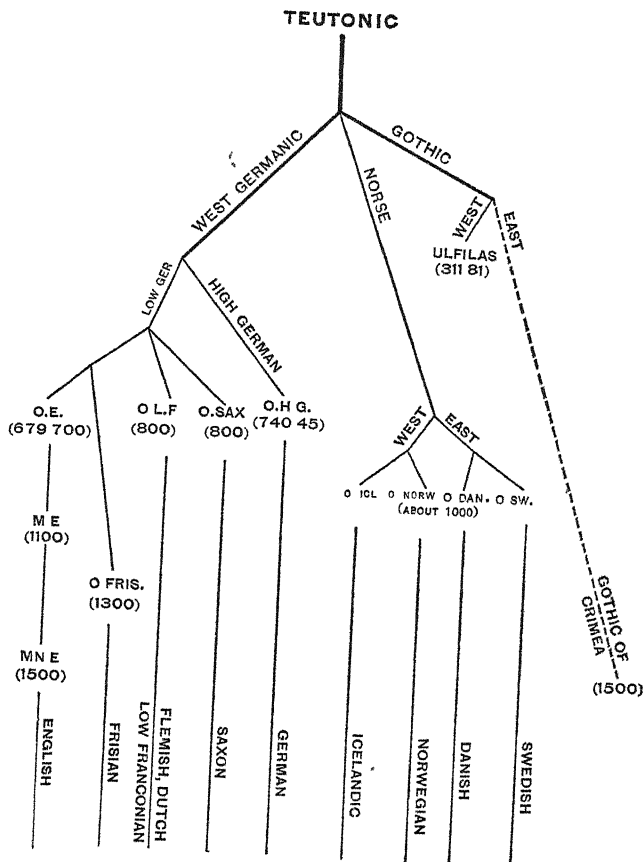 TEUTONIC
GOTHIC
WEST GERMANIC
NORSE
WEST
EAST
ULFILAS
(311 81)
LOW GER
HIGH GERMAN
O.E.
(679 700)
O L.F
(800)
O.SAX
(800)
O.H G.
(740 45)
WEST
EAST
O ICL
O NORW
O DAN.
O SW.
(ABOUT 1000)
M E
(1100)
O FRIS.
(1300)
GOTHIC OF
CRIMEA
(1500)
MN E
(1500)
ENGLISH
FRISIAN
FLEMISH, DUTCH
LOW FRANCONIAN
SAXON
GERMAN
ICELANDIC
NORWEGIAN
DANISH
SWEDISH